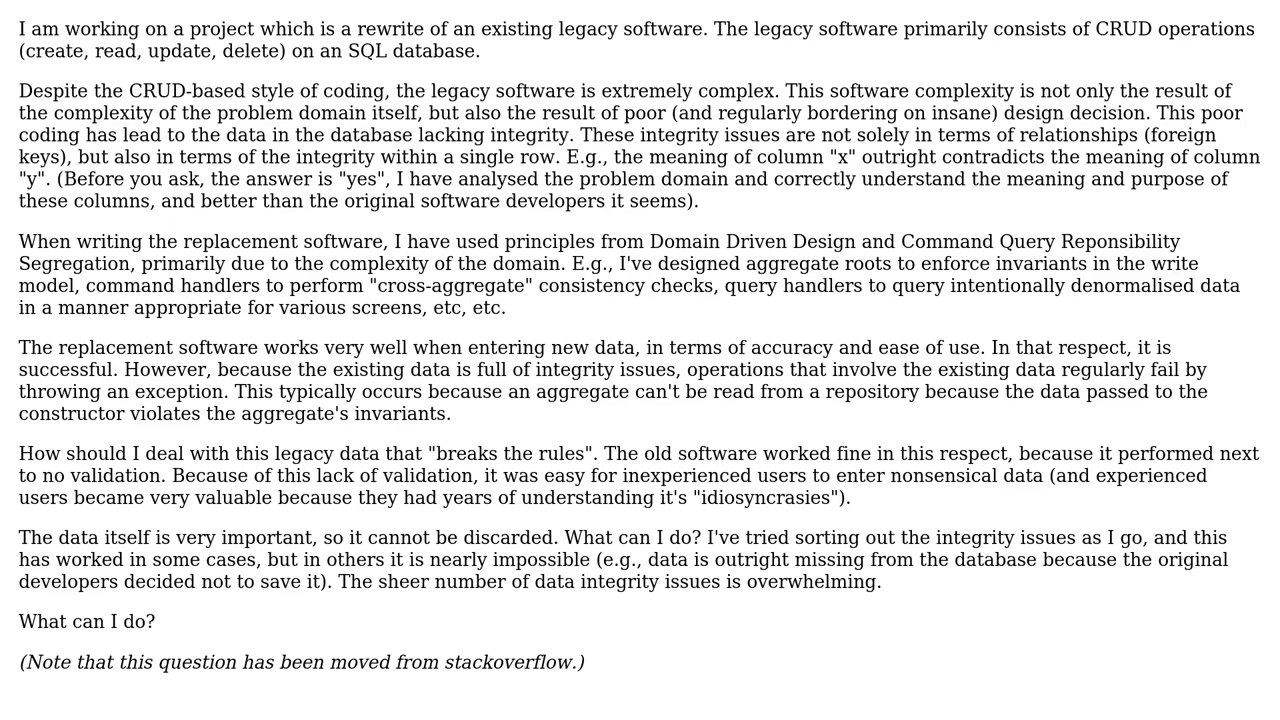 I am working on a project which is a rewrite of an existing legacy software. The legacy software primarily consists of CRUD operations
(create, read, update, delete) on an SQL database.
Despite the CRUD-based style of coding, the legacy software is extremely complex. This software complexity is not only the result of
the complexity of the problem domain itself, but also the result of poor (and regularly bordering on insane) design decision. This poor
coding has lead to the data in the database lacking integrity. These integrity issues are not solely in terms of relationships (foreign
keys), but also in terms of the integrity within a single row. E.g., the meaning of column "x" outright contradicts the meaning of column
"y". (Before you ask, the answer is "yes", I have analysed the problem domain and correctly understand the meaning and purpose of
these columns, and better than the original software developers it seems).
When writing the replacement software, I have used principles from Domain Driven Design and Command Query Reponsibility
Segregation, primarily due to the complexity of the domain. E.g., I've designed aggregate roots to enforce invariants in the write
model, command handlers to perform "cross-aggregate" consistency checks, query handlers to query intentionally denormalised data
in a manner appropriate for various screens, etc, etc.
The replacement software works very well when entering new data, in terms of accuracy and ease of use. In that respect, it is
successful. However, because the existing data is full of integrity issues, operations that involve the existing data regularly fail by
throwing an exception. This typically occurs because an aggregate can't be read from a repository because the data passed to the
constructor violates the aggregate's invariants.
How should I deal with this legacy data that "breaks the rules". The old software worked fine in this respect, because it performed next
to no validation. Because of this lack of validation, it was easy for inexperienced users to enter nonsensical data (and experienced
users became very valuable because they had years of understanding it's "idiosyncrasies").
The data itself is very important, so it cannot be discarded. What can I do? I've tried sorting out the integrity issues as I go, and this
has worked in some cases, but in others it is nearly impossible (e.g., data is outright missing from the database because the original
developers decided not to save it). The sheer number of data integrity issues is overwhelming.
What can I do?
(Note that this question has been moved from stackoverflow.)